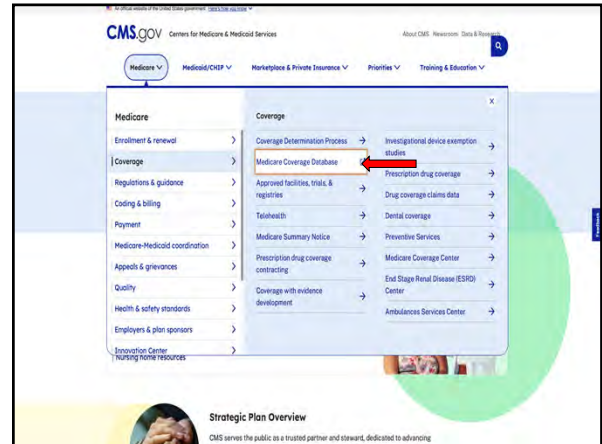 An official website of the United States government Here's how you know
CMS.gov Centers for Medicare & Medicaid Services
About CMS Newsroom Data & Research
Medicare
Medicaid/CHIP
Marketplace & Private Insurance
Priorities
Training & Education
X
Medicare
Enrollment & renewal
Coverage
Regulations & guidance
Coding & billing
Payment
Medicare-Medicaid coordination
Appeals & grievances
Quality
Health & safety standards
Employers & plan sponsors
Innovation Center
Nursing home resources
Coverage
Coverage Determination Process
Medicare Coverage Database
Approved facilities, trials, &
registries
Telehealth
Medicare Summary Notice
Prescription drug coverage
contracting
Coverage with evidence
development
Investigational device exemption
studies
Prescription drug coverage
Drug coverage claims data
Dental coverage
Preventive Services
Medicare Coverage Center
End Stage Renal Disease (ESRD)
Center
Ambulances Services Center
Feedback
Strategic Plan Overview
CMS serves the public as a trusted partner and steward, dedicated to advancing